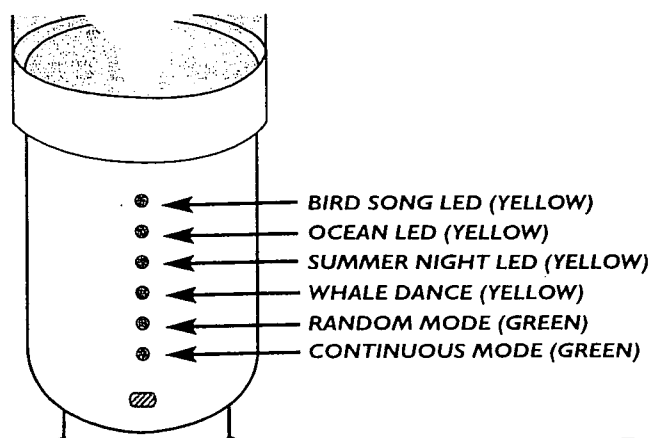 BIRD SONG LED (YELLOW)
OCEAN LED (YELLOW)
SUMMER NIGHT LED (YELLOW)
WHALE DANCE (YELLOW)
RANDOM MODE (GREEN)
CONTINUOUS MODE (GREEN)